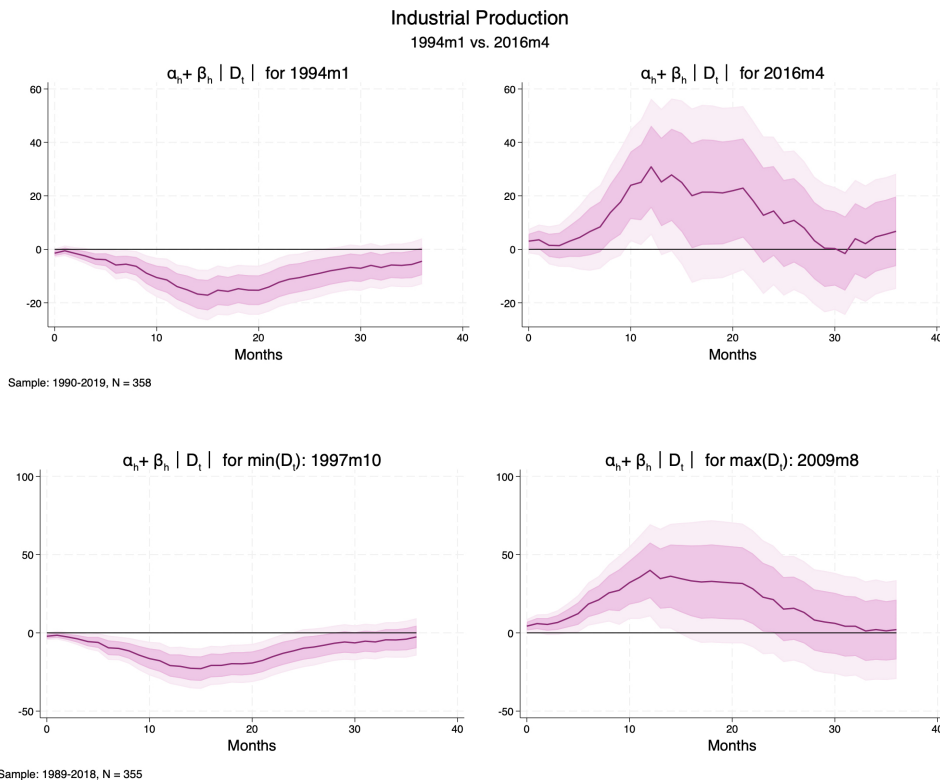 Industrial Production
1994m1 vs. 2016m4
αₕ+ βₕ | Dₜ | for 1994m1
60
40
20
0
-20
0 10 20 30 40
Months
αₕ+ βₕ | Dₜ | for 2016m4
60
40
20
0
-20
0 10 20 30 40
Months
Sample: 1990-2019, N = 358
αₕ+ βₕ | Dₜ | for min(Dₜ): 1997m10
100
50
0
-50
0 10 20 30 40
Months
αₕ+ βₕ | Dₜ | for max(Dₜ): 2009m8
100
50
0
-50
0 10 20 30 40
Months
Sample: 1989-2018, N = 355